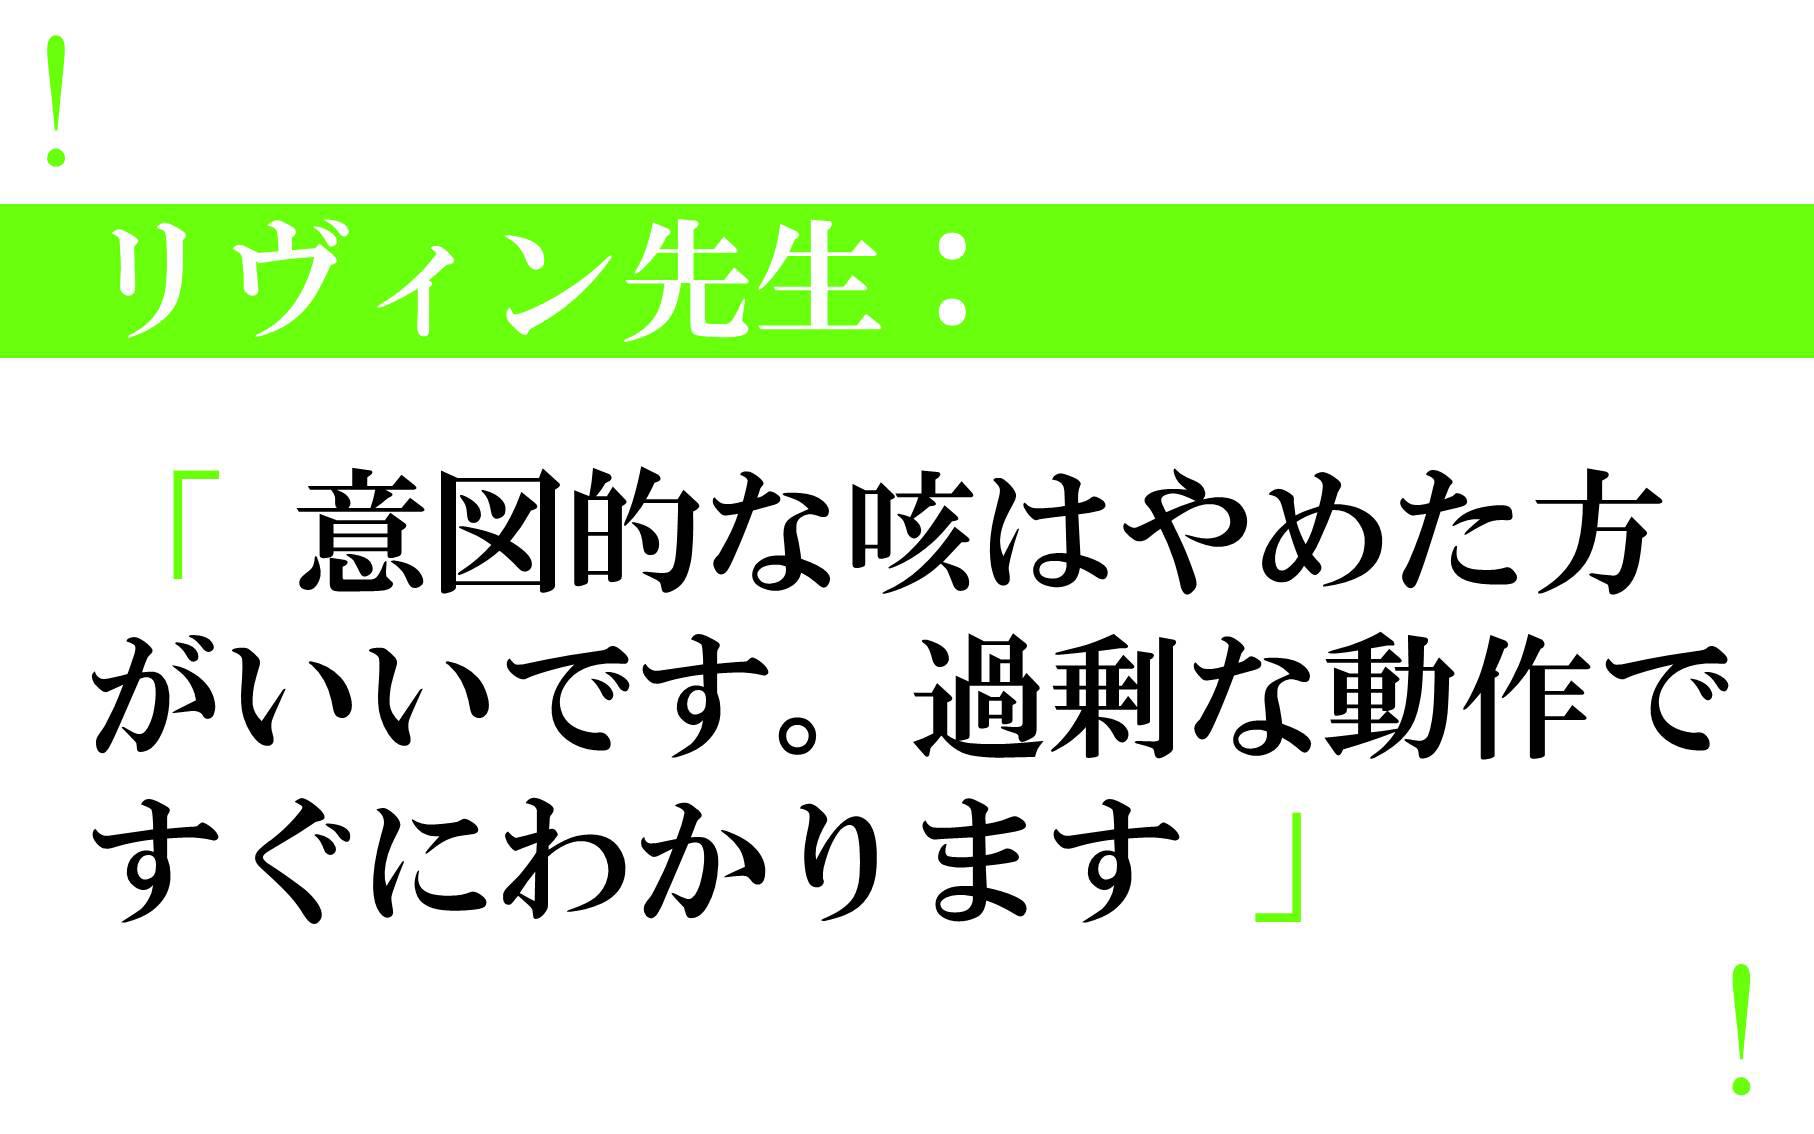 !
リヴィン先生：
「 意図的な咳はやめた方
がいいです。過剰な動作で
すぐにわかります 」
!